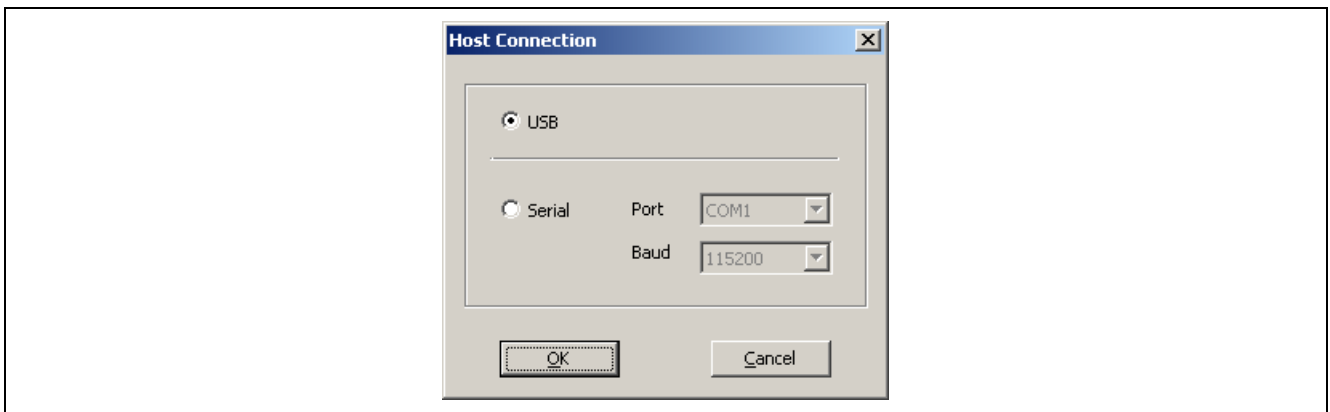 Host Connection
USB
Serial Port COM1
Baud 115200
OK Cancel